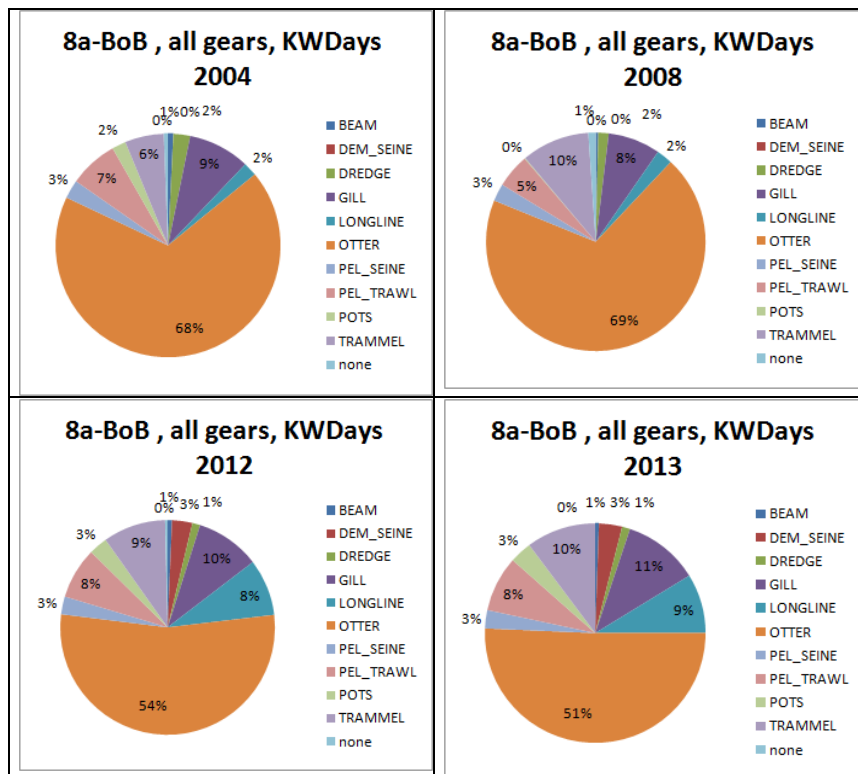 8a-BoB , all gears, KWDays
2004
1% 0% 2%
0%
2%
6%
9%
2%
7%
3%
68%
BEAM
DEM_SEINE
DREDGE
GILL
LONGLINE
OTTER
PEL_SEINE
PEL_TRAWL
POTS
TRAMMEL
none
8a-BoB , all gears, KWDays
2008
1%
0% 0%
2%
0%
10%
8%
2%
5%
3%
69%
BEAM
DEM_SEINE
DREDGE
GILL
LONGLINE
OTTER
PEL_SEINE
PEL_TRAWL
POTS
TRAMMEL
none
8a-BoB , all gears, KWDays
2012
1%
0%
3% 1%
3%
9%
10%
8%
8%
3%
54%
BEAM
DEM_SEINE
DREDGE
GILL
LONGLINE
OTTER
PEL_SEINE
PEL_TRAWL
POTS
TRAMMEL
none
8a-BoB , all gears, KWDays
2013
0% 1% 3% 1%
3%
10%
11%
8%
9%
3%
51%
BEAM
DEM_SEINE
DREDGE
GILL
LONGLINE
OTTER
PEL_SEINE
PEL_TRAWL
POTS
TRAMMEL
none